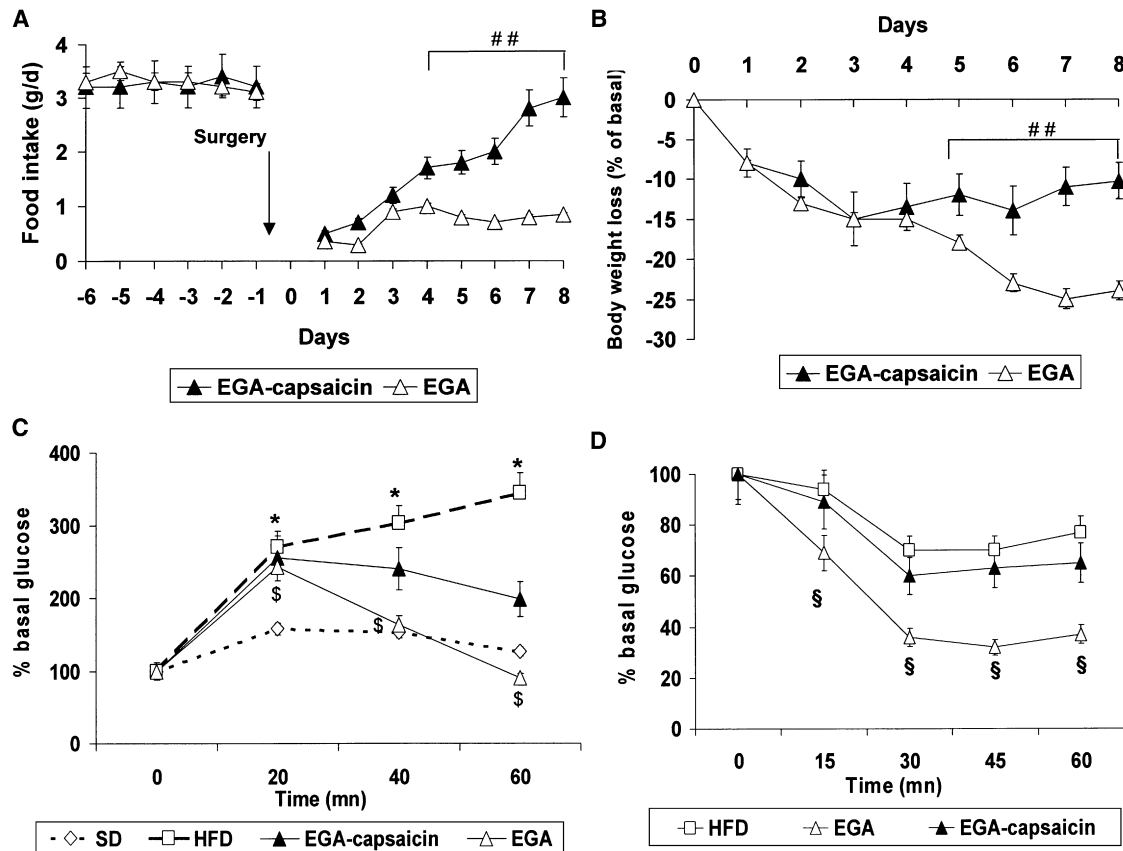 A
Food intake (g/d)
4
3
2
1
0
# #
Surgery
-6 -5 -4 -3 -2 -1 0 1 2 3 4 5 6 7 8
Days
EGA-capsaicin EGA
B
Days
0 1 2 3 4 5 6 7 8
Body weight loss (% of basal)
0
-5
-10
-15
-20
-25
-30
# #
EGA-capsaicin EGA
C
% basal glucose
400
300
200
100
0
* * *
$ $ $
0 20 40 60
Time (mn)
SD HFD EGA-capsaicin EGA
D
% basal glucose
100
80
60
40
20
0
§ § § §
0 15 30 45 60
Time (mn)
HFD EGA EGA-capsaicin